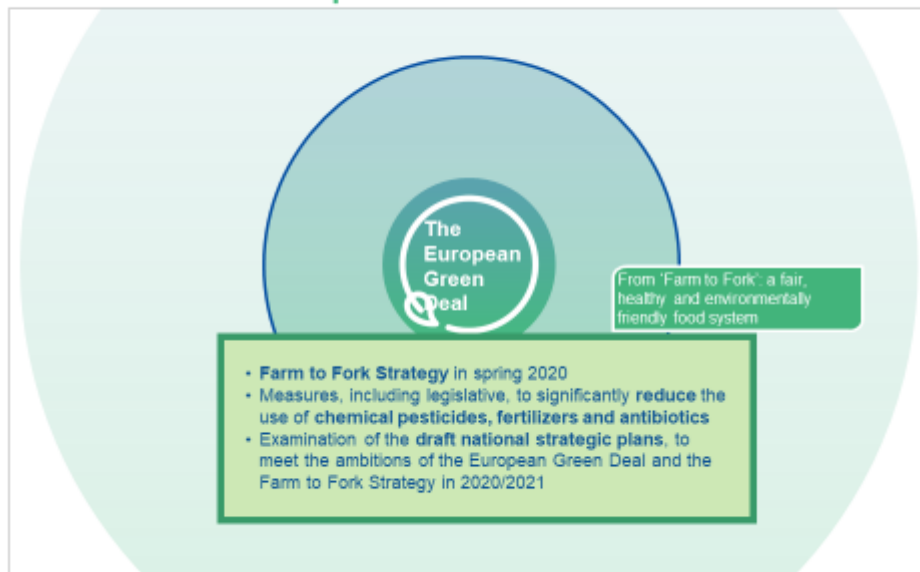 The
European
Green
Deal
From 'Farm to Fork': a fair,
healthy and environmentally
friendly food system
• Farm to Fork Strategy in spring 2020
• Measures, including legislative, to significantly reduce the
use of chemical pesticides, fertilizers and antibiotics
• Examination of the draft national strategic plans, to
meet the ambitions of the European Green Deal and the
Farm to Fork Strategy in 2020/2021